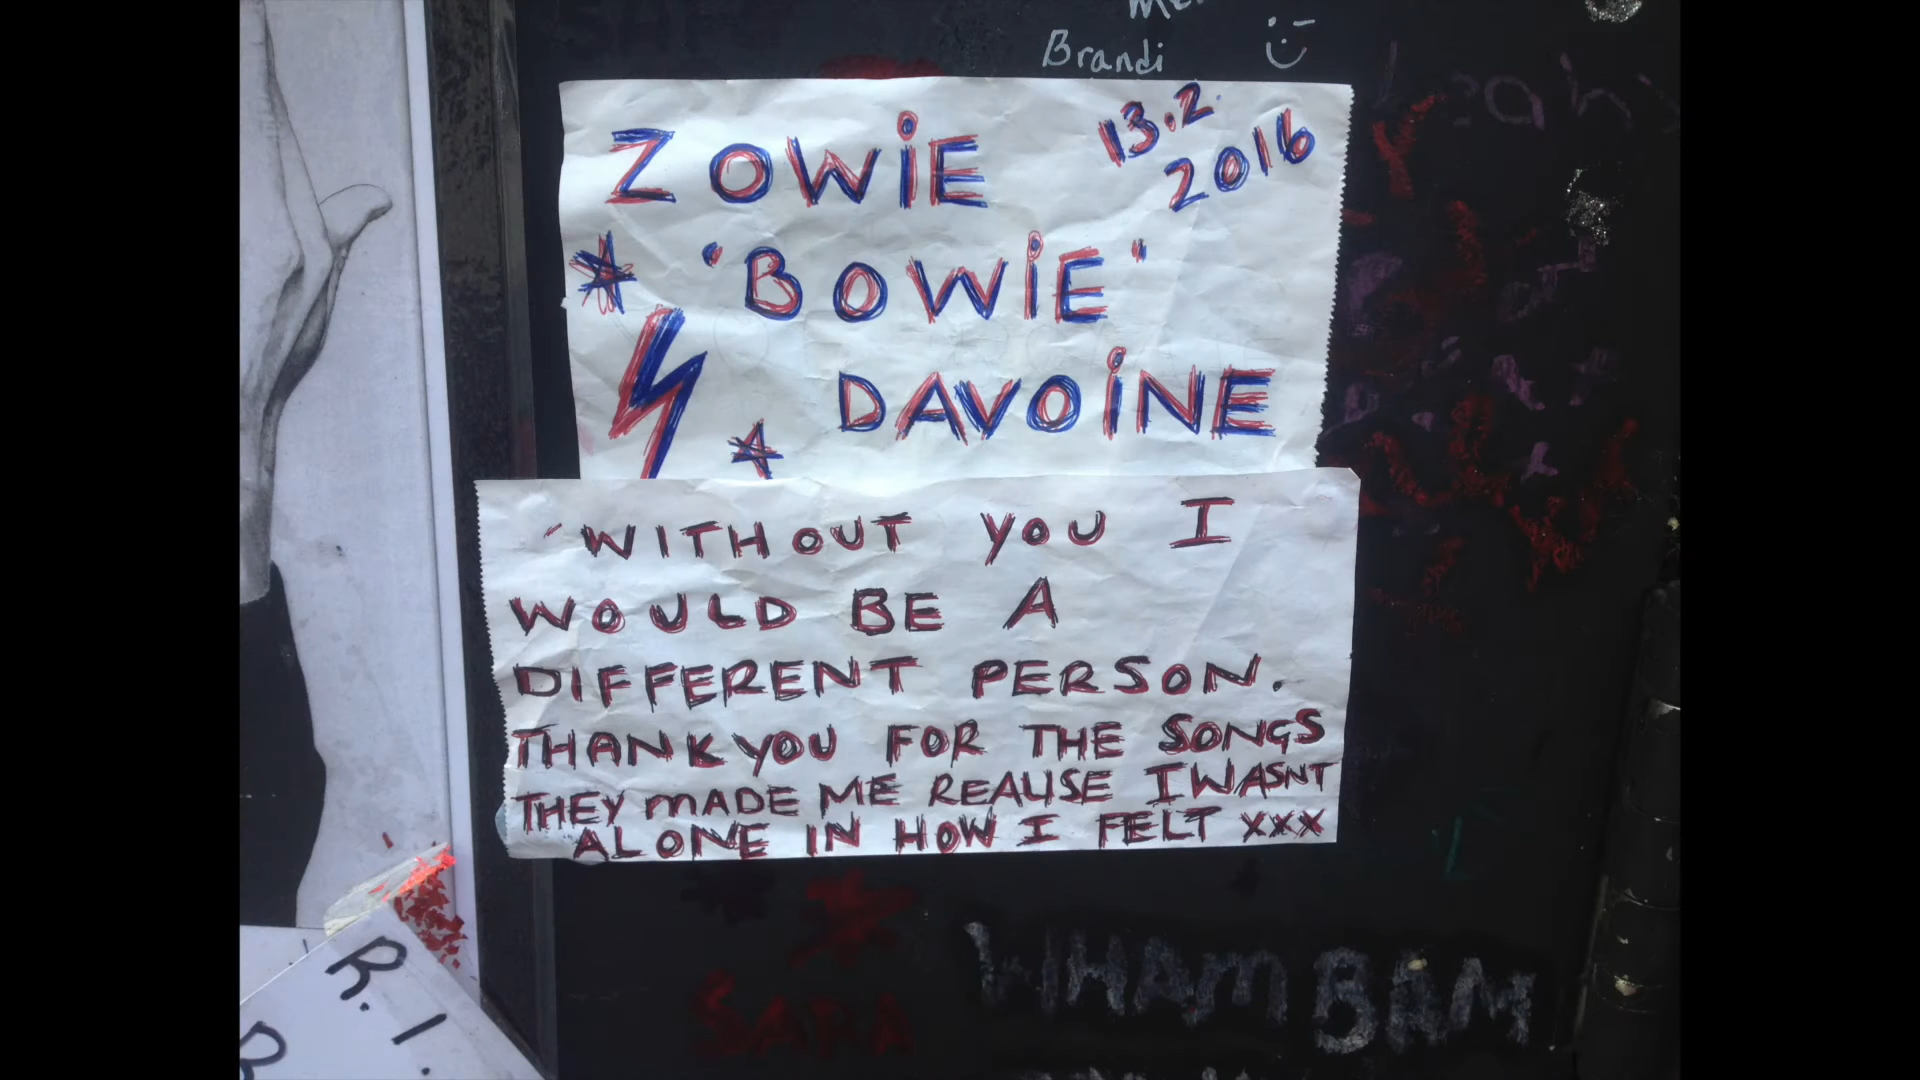 Brandi
ZOWiE 13.2.
2016
"BOWiE"
DAVOiNE
"WITHOUT YOU I
WOULD BE A
DIFFERENT PERSON.
THANK YOU FOR THE SONGS
THEY MADE ME REALISE I WASNT
ALONE IN HOW I FELT XXX
SARA
WHAM BAM
R.I.